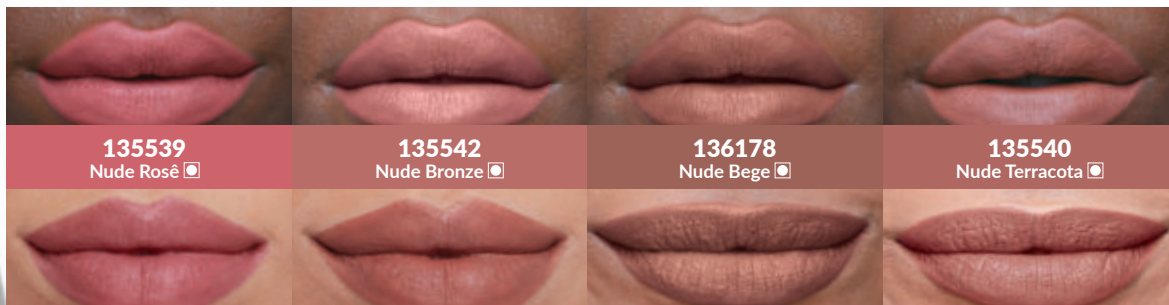 135539
Nude Rosê
135542
Nude Bronze
136178
Nude Bege
135540
Nude Terracota